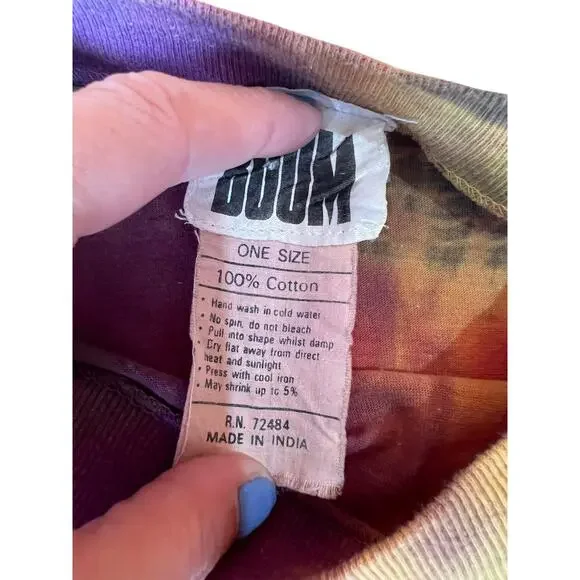 BOOM
ONE SIZE
100% Cotton
• Hand wash in cold water
• No spin, do not bleach
• Pull into shape whilst damp
• Dry flat away from direct
heat and sunlight
• Press with cool iron
• May shrink up to 5%
R.N. 72484
MADE IN INDIA